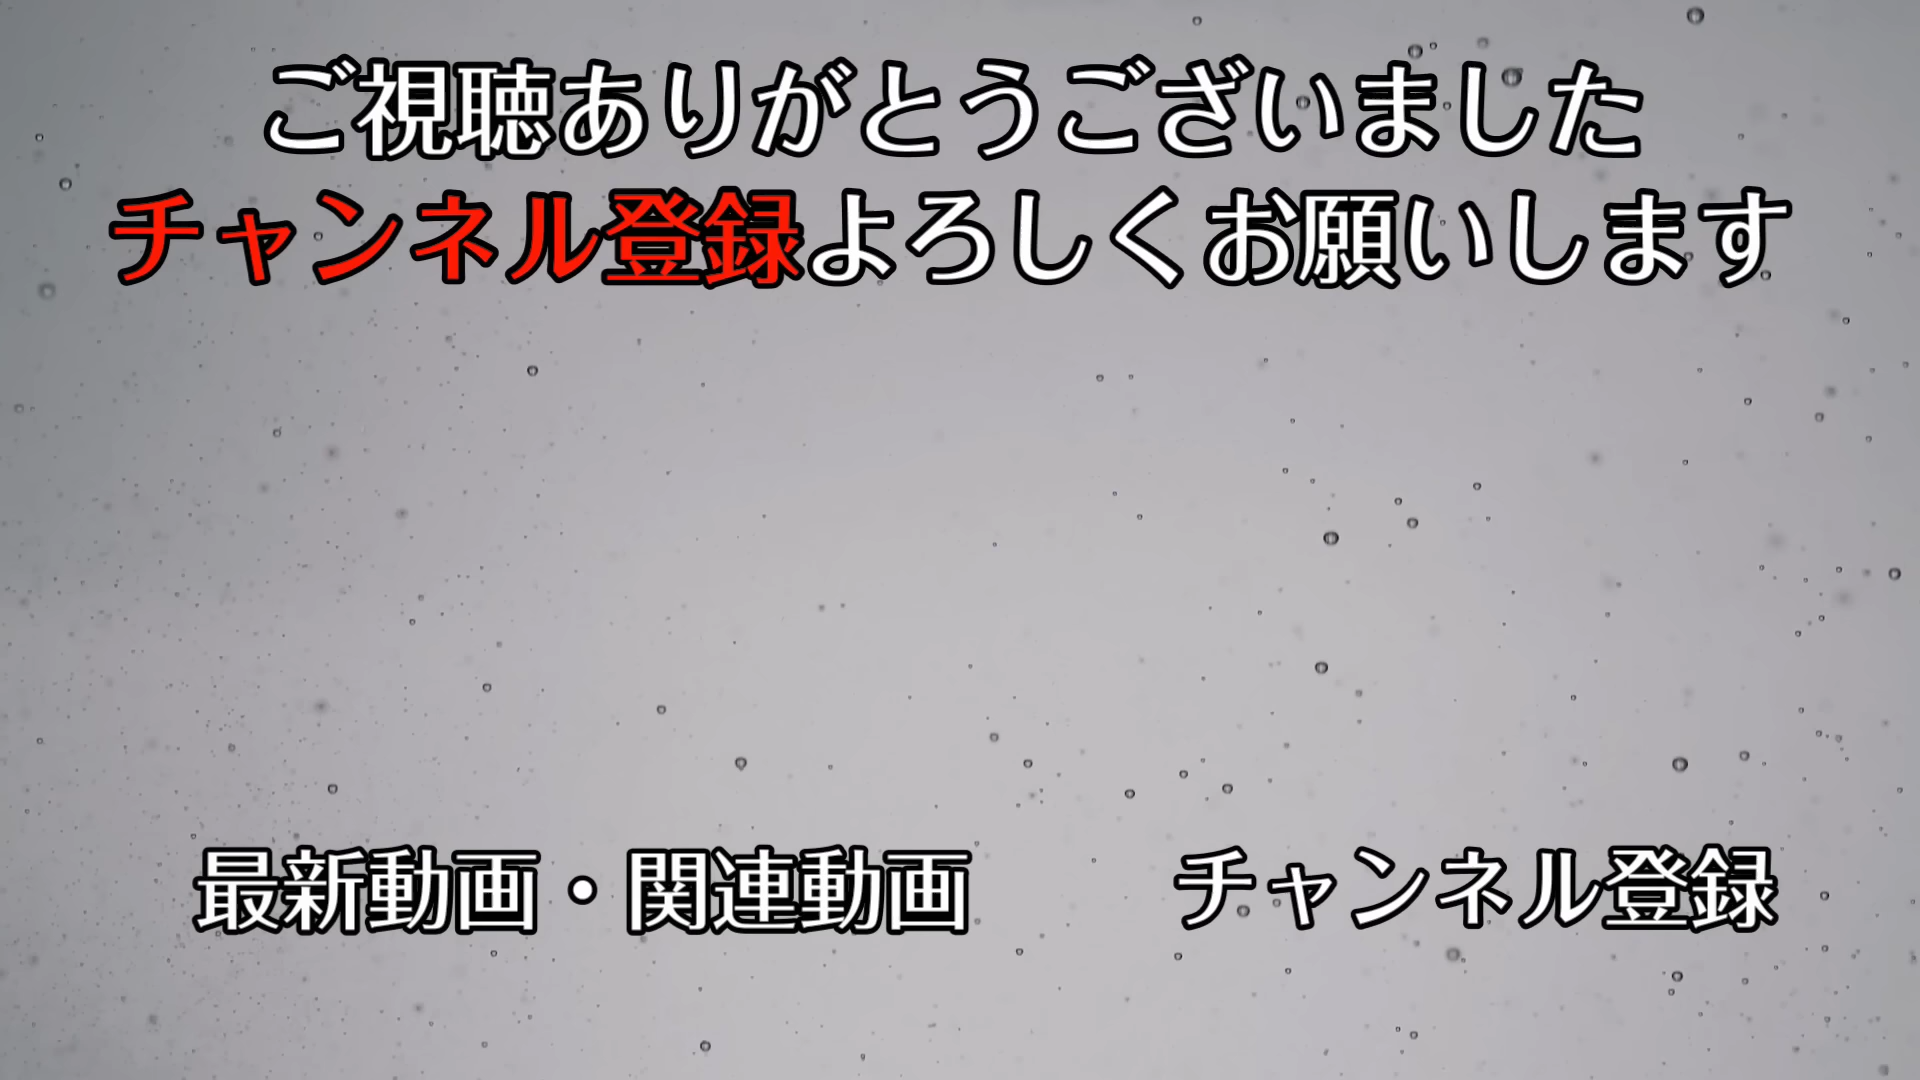 ご視聴ありがとうございました
チャンネル登録よろしくお願いします
最新動画・関連動画
チャンネル登録